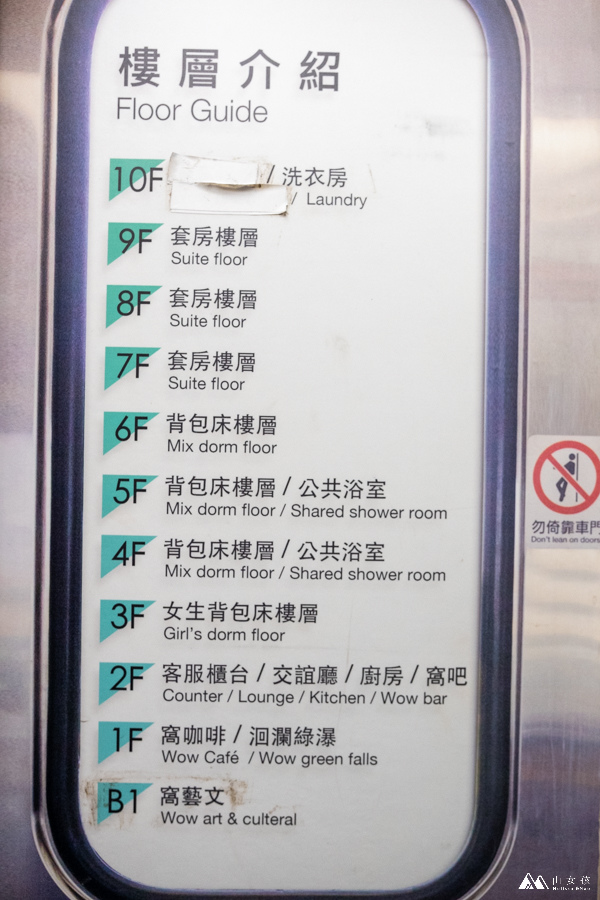 樓層介紹
Floor Guide
10F / 洗衣房
/ Laundry
9F 套房樓層
Suite floor
8F 套房樓層
Suite floor
7F 套房樓層
Suite floor
6F 背包床樓層
Mix dorm floor
5F 背包床樓層 / 公共浴室
Mix dorm floor / Shared shower room
4F 背包床樓層 / 公共浴室
Mix dorm floor / Shared shower room
3F 女生背包床樓層
Girl's dorm floor
2F 客服櫃台 / 交誼廳 / 廚房 / 窩吧
Counter / Lounge / Kitchen / Wow bar
1F 窩咖啡 / 洄瀾綠瀑
Wow Café / Wow green falls
B1 窩藝文
Wow art & culteral
勿倚靠車門
Don't lean on doors
山女孩